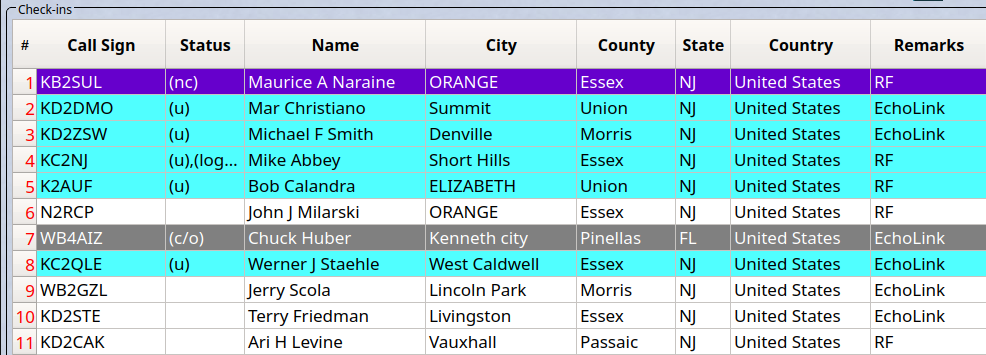 Check-ins
# Call Sign Status Name City County State Country Remarks
1 KB2SUL (nc) Maurice A Naraine ORANGE Essex NJ United States RF
2 KD2DMO (u) Mar Christiano Summit Union NJ United States EchoLink
3 KD2ZSW (u) Michael F Smith Denville Morris NJ United States EchoLink
4 KC2NJ (u),(log... Mike Abbey Short Hills Essex NJ United States RF
5 K2AUF (u) Bob Calandra ELIZABETH Union NJ United States RF
6 N2RCP John J Milarski ORANGE Essex NJ United States RF
7 WB4AIZ (c/o) Chuck Huber Kenneth city Pinellas FL United States EchoLink
8 KC2QLE (u) Werner J Staehle West Caldwell Essex NJ United States EchoLink
9 WB2GZL Jerry Scola Lincoln Park Morris NJ United States EchoLink
10 KD2STE Terry Friedman Livingston Essex NJ United States EchoLink
11 KD2CAK Ari H Levine Vauxhall Passaic NJ United States RF